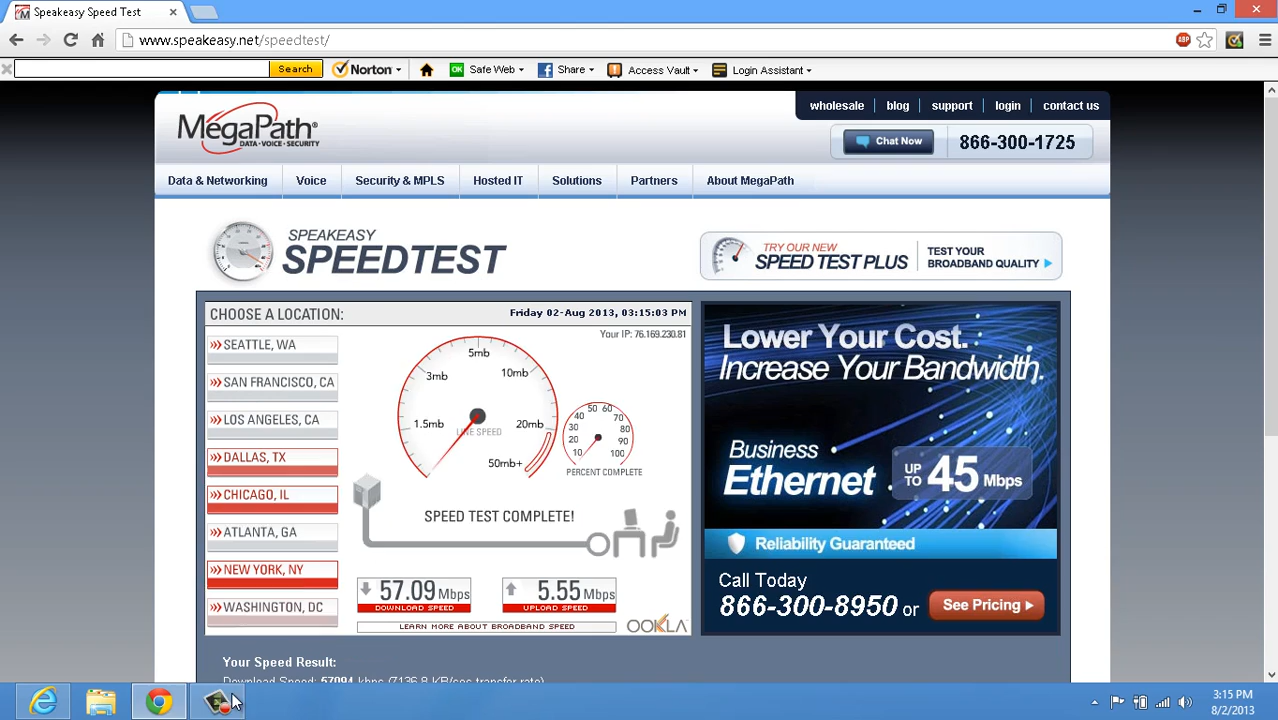 Speakeasy Speed Test
www.speakeasy.net/speedtest/
ABP
Search
Norton
OK Safe Web
Share
Access Vault
Login Assistant
MegaPath
DATA · VOICE · SECURITY
wholesale | blog | support | login | contact us
Chat Now
866-300-1725
Data & Networking
Voice
Security & MPLS
Hosted IT
Solutions
Partners
About MegaPath
SPEAKEASY
SPEEDTEST
TRY OUR NEW
SPEED TEST PLUS
TEST YOUR
BROADBAND QUALITY
CHOOSE A LOCATION:
Friday 02-Aug 2013, 03:15:03 PM
Your IP: 76.169.230.81
SEATTLE, WA
SAN FRANCISCO, CA
LOS ANGELES, CA
DALLAS, TX
CHICAGO, IL
ATLANTA, GA
NEW YORK, NY
WASHINGTON, DC
1.5mb
3mb
5mb
10mb
20mb
50mb+
LINE SPEED
10
20
30
40
50
60
70
80
90
100
PERCENT COMPLETE
SPEED TEST COMPLETE!
57.09 Mbps
DOWNLOAD SPEED
5.55 Mbps
UPLOAD SPEED
LEARN MORE ABOUT BROADBAND SPEED
OOKLA
Lower Your Cost.
Increase Your Bandwidth.
Business
Ethernet
UP
TO
45 Mbps
Reliability Guaranteed
Call Today
866-300-8950 or
See Pricing
Your Speed Result:
Download Speed: 57094 kbps (7136.8 KB/sec transfer rate)
3:15 PM
8/2/2013